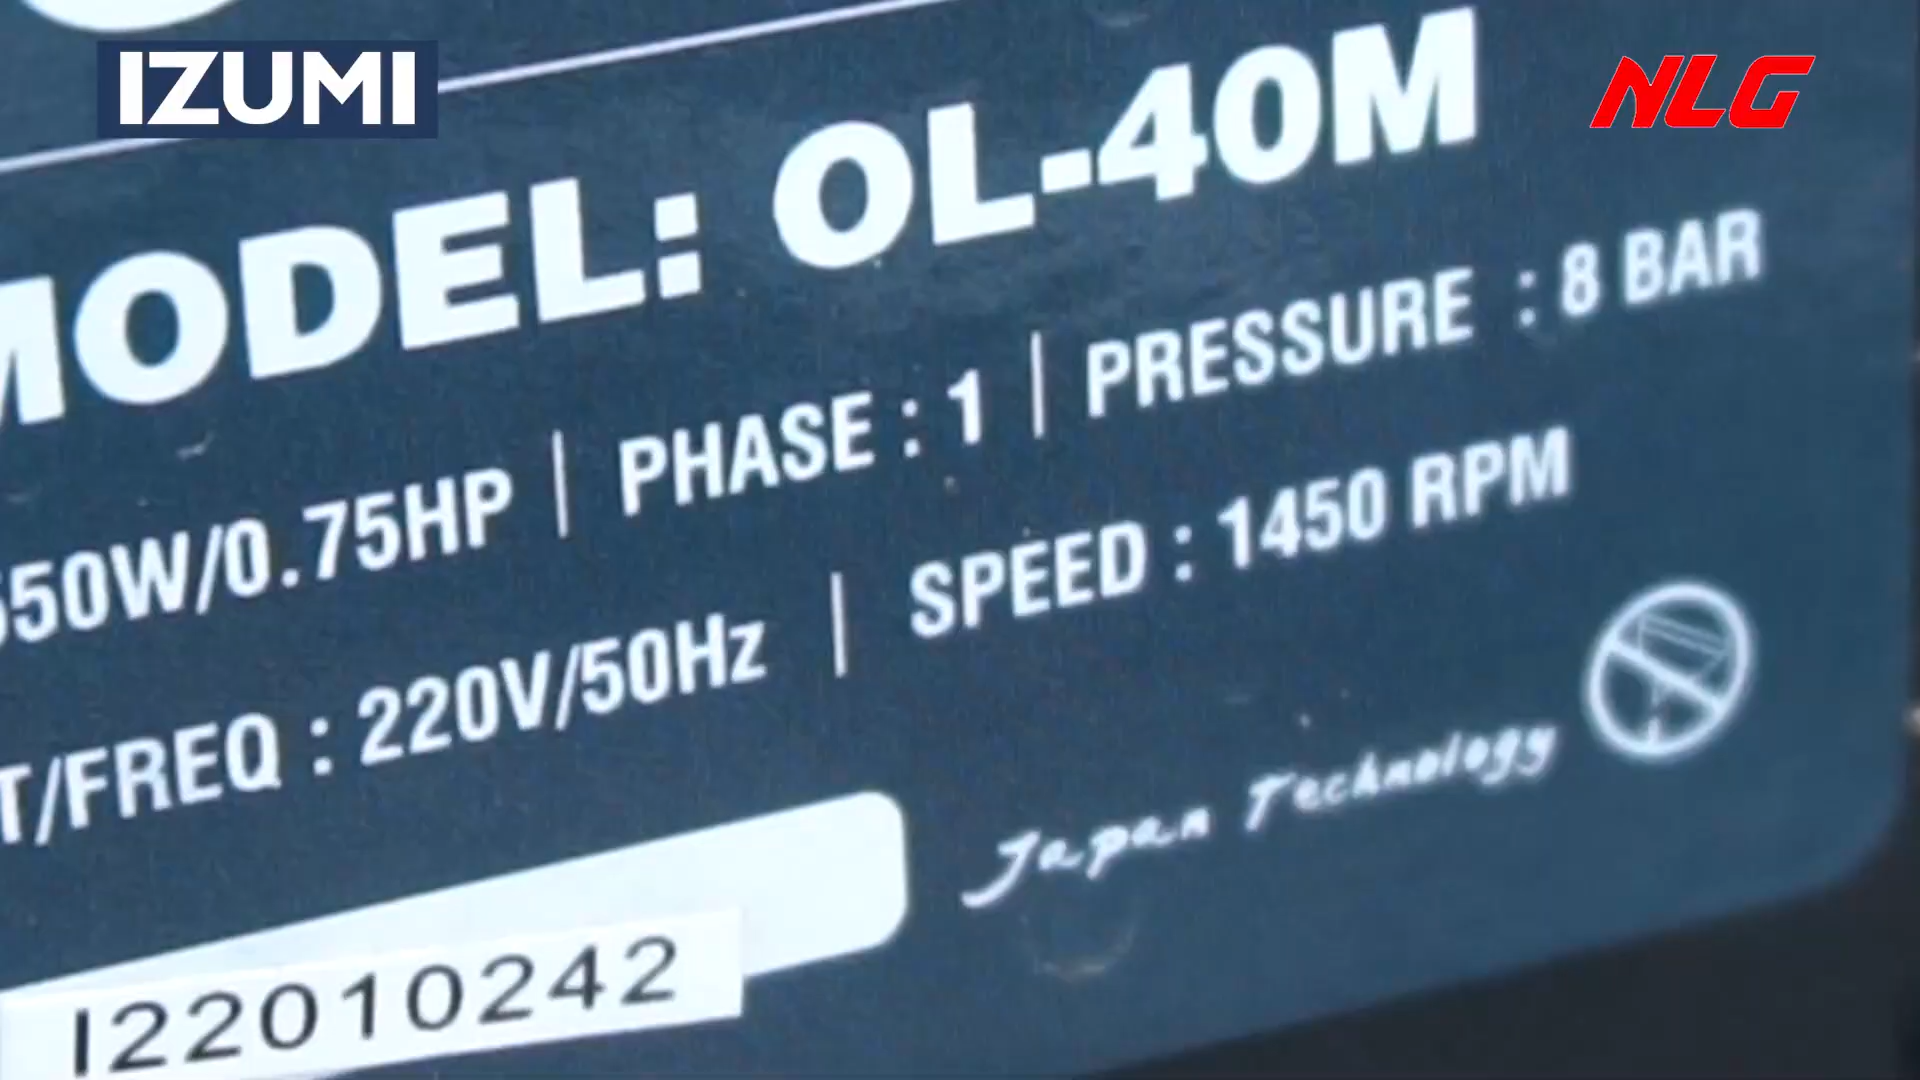 IZUMI
NLG
MODEL: OL-40M
550W/0.75HP | PHASE : 1 | PRESSURE : 8 BAR
T/FREQ : 220V/50Hz | SPEED : 1450 RPM
Japan Technology
I22010242